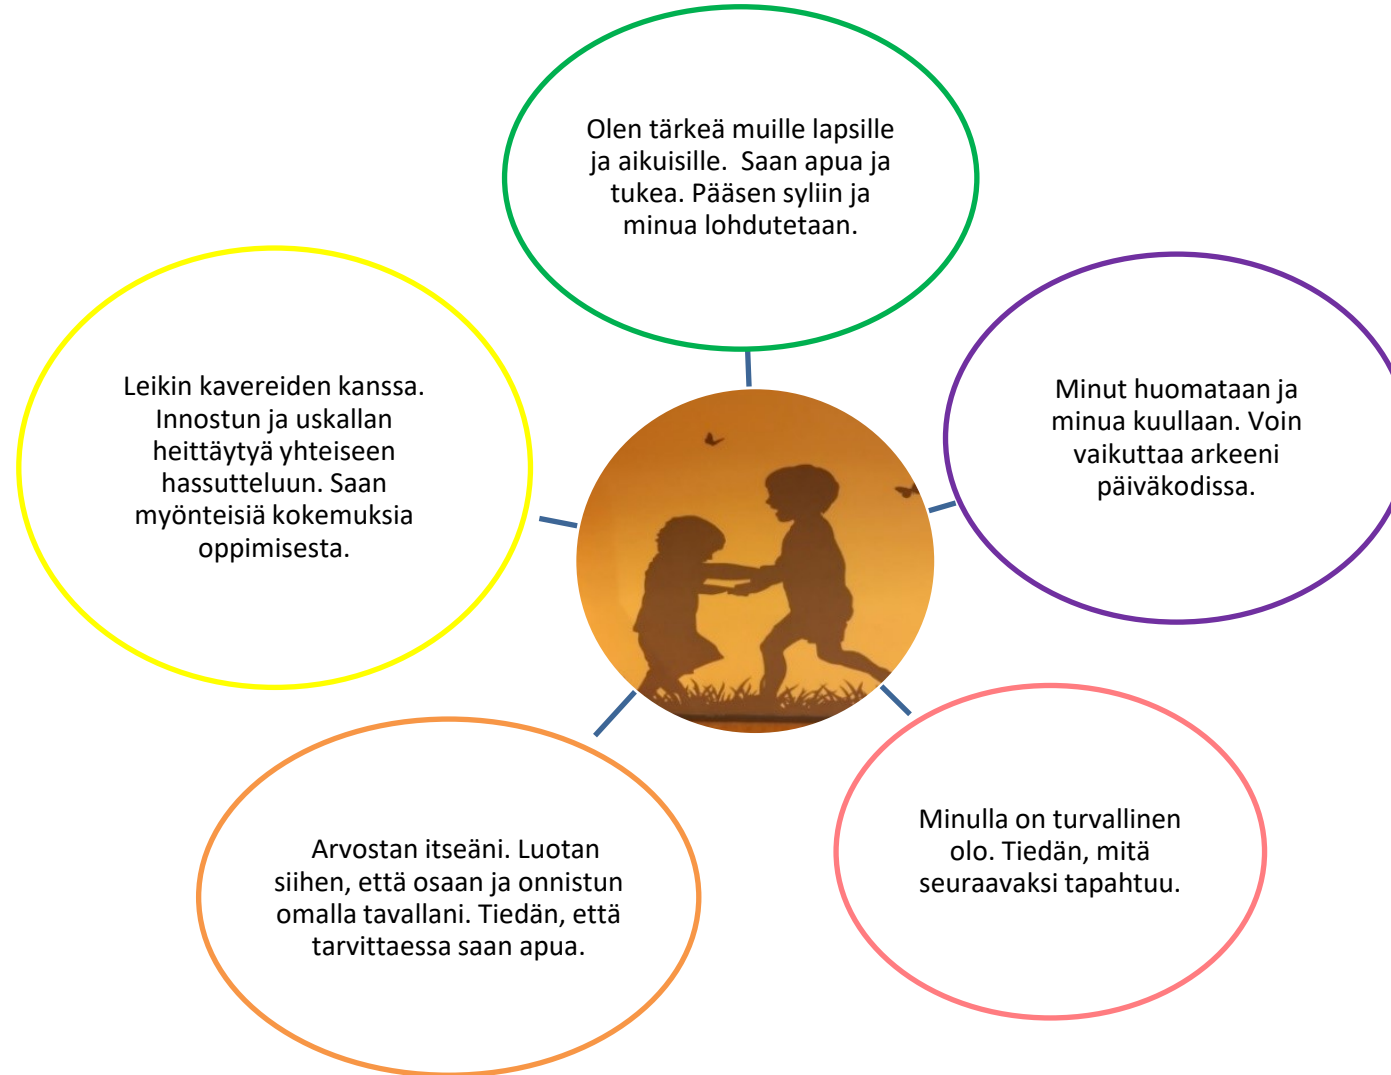 Olen tärkeä muille lapsille
ja aikuisille.  Saan apua ja
tukea. Pääsen syliin ja
minua lohdutetaan.
Minut huomataan ja
minua kuullaan. Voin
vaikuttaa arkeeni
päiväkodissa.
Minulla on turvallinen
olo. Tiedän, mitä
seuraavaksi tapahtuu.
Arvostan itseäni. Luotan
siihen, että osaan ja onnistun
omalla tavallani. Tiedän, että
tarvittaessa saan apua.
Leikin kavereiden kanssa.
Innostun ja uskallan
heittäytyä yhteiseen
hassutteluun. Saan
myönteisiä kokemuksia
oppimisesta.